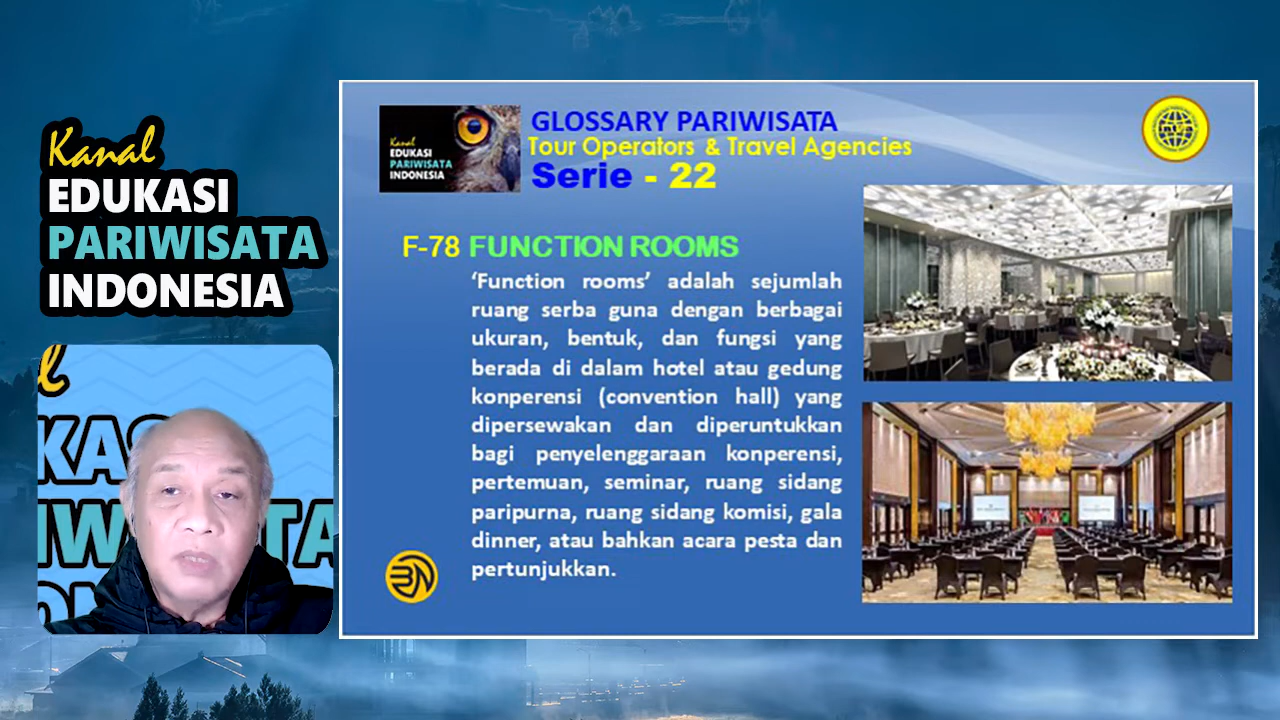 Kanal
EDUKASI
PARIWISATA
INDONESIA
Kanal
EDUKASI
PARIWISATA
INDONESIA
GLOSSARY PARIWISATA
Tour Operators & Travel Agencies
Serie - 22
F-78 FUNCTION ROOMS
‘Function rooms’ adalah sejumlah
ruang serba guna dengan berbagai
ukuran, bentuk, dan fungsi yang
berada di dalam hotel atau gedung
konperensi (convention hall) yang
dipersewakan dan diperuntukkan
bagi penyelenggaraan konperensi,
pertemuan, seminar, ruang sidang
paripurna, ruang sidang komisi, gala
dinner, atau bahkan acara pesta dan
pertunjukkan.
BN